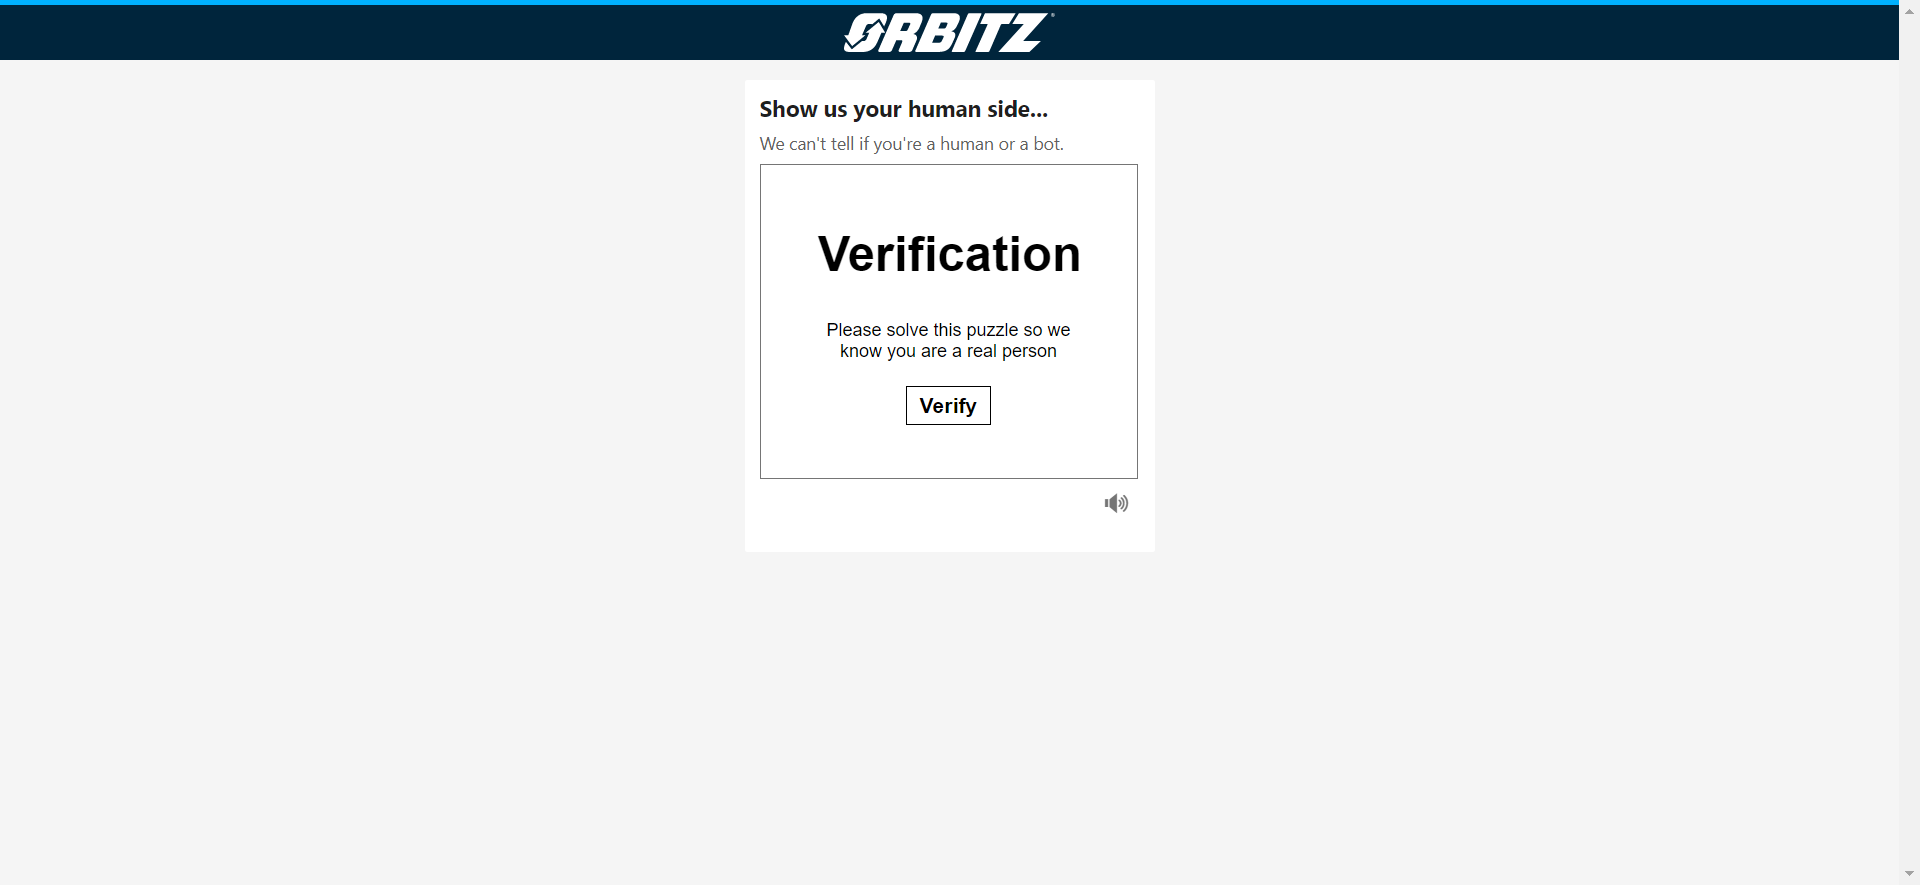 ORBITZ
Show us your human side...
We can't tell if you're a human or a bot.
Verification
Please solve this puzzle so we
know you are a real person
Verify